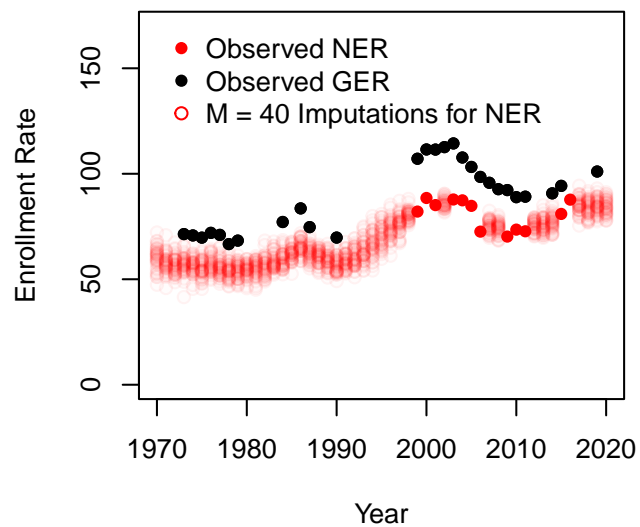 Observed NER
Observed GER
M = 40 Imputations for NER
Enrollment Rate
150
100
50
0
1970 1980 1990 2000 2010 2020
Year